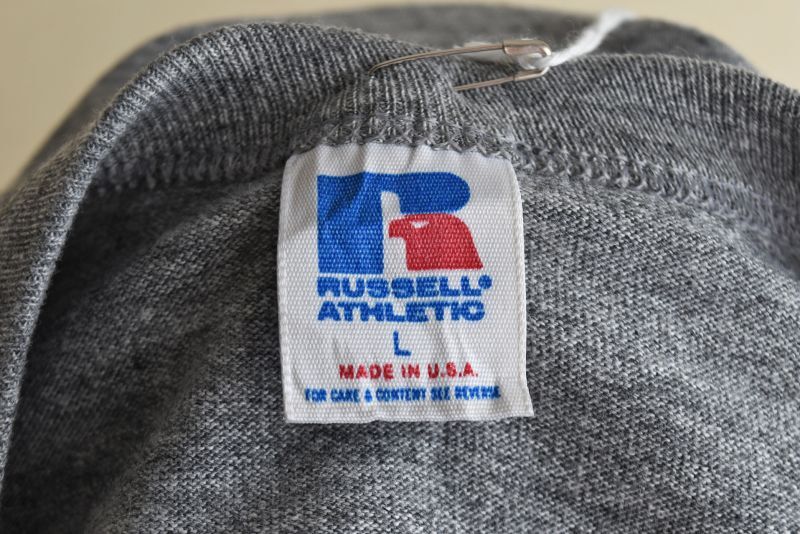 RUSSELL®
ATHLETIC
L
MADE IN U.S.A.
FOR CARE & CONTENT SEE REVERSE